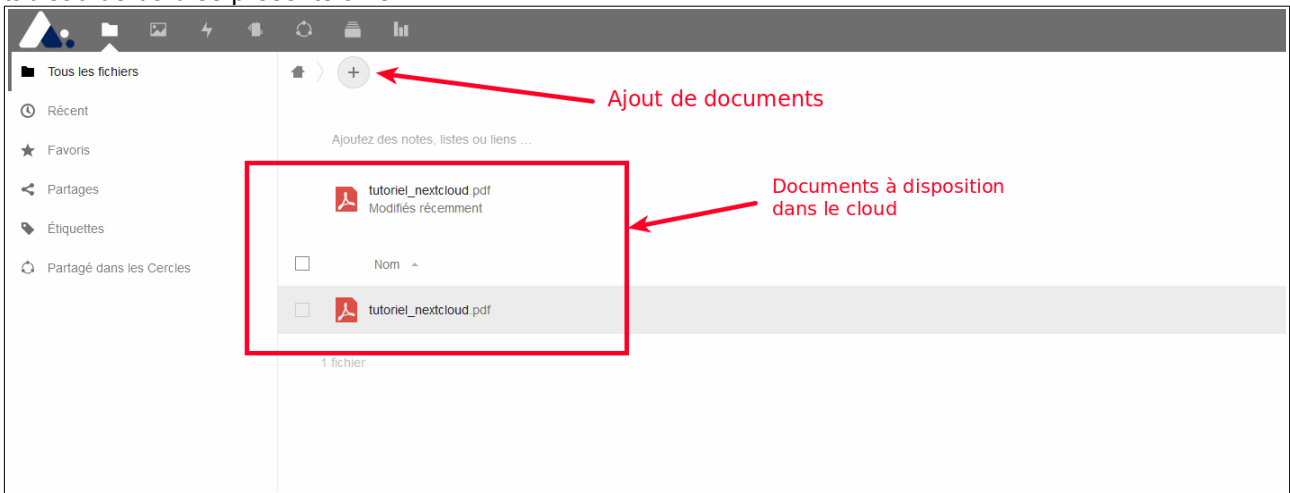 Tous les fichiers
Ajout de documents
Récent
Ajoutez des notes, listes ou liens ...
Favoris
Partages
tutoriel_nextcloud.pdf
Modifiés récemment
Documents à disposition
dans le cloud
Étiquettes
Partagé dans les Cercles
Nom
tutoriel_nextcloud.pdf
1 fichier